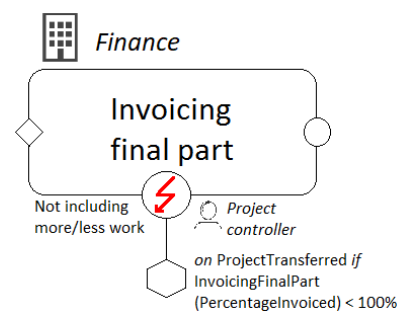 Finance
Invoicing
final part
Not including
more/less work
Project
controller
on ProjectTransferred if
InvoicingFinalPart
(PercentageInvoiced) < 100%